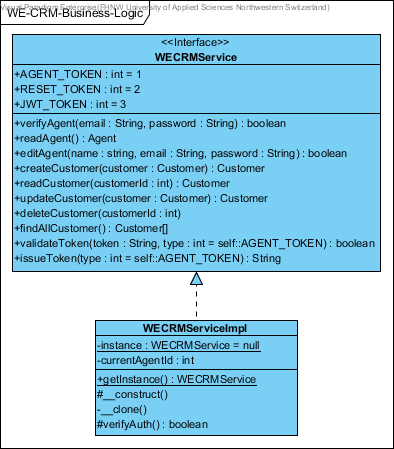 Visual Paradigm Enterprise(FHNW University of Applied Sciences Northwestern Switzerland)
WE-CRM-Business-Logic
<<Interface>>
WECRMService
+AGENT_TOKEN : int = 1
+RESET_TOKEN : int = 2
+JWT_TOKEN : int = 3
+verifyAgent(email : String, password : String) : boolean
+readAgent() : Agent
+editAgent(name : string, email : String, password : String) : boolean
+createCustomer(customer : Customer) : Customer
+readCustomer(customerId : int) : Customer
+updateCustomer(customer : Customer) : Customer
+deleteCustomer(customerId : int)
+findAllCustomer() : Customer[]
+validateToken(token : String, type : int = self::AGENT_TOKEN) : boolean
+issueToken(type : int = self::AGENT_TOKEN) : String
WECRMServiceImpl
-instance : WECRMService = null
-currentAgentId : int
+getInstance() : WECRMService
#__construct()
-__clone()
#verifyAuth() : boolean